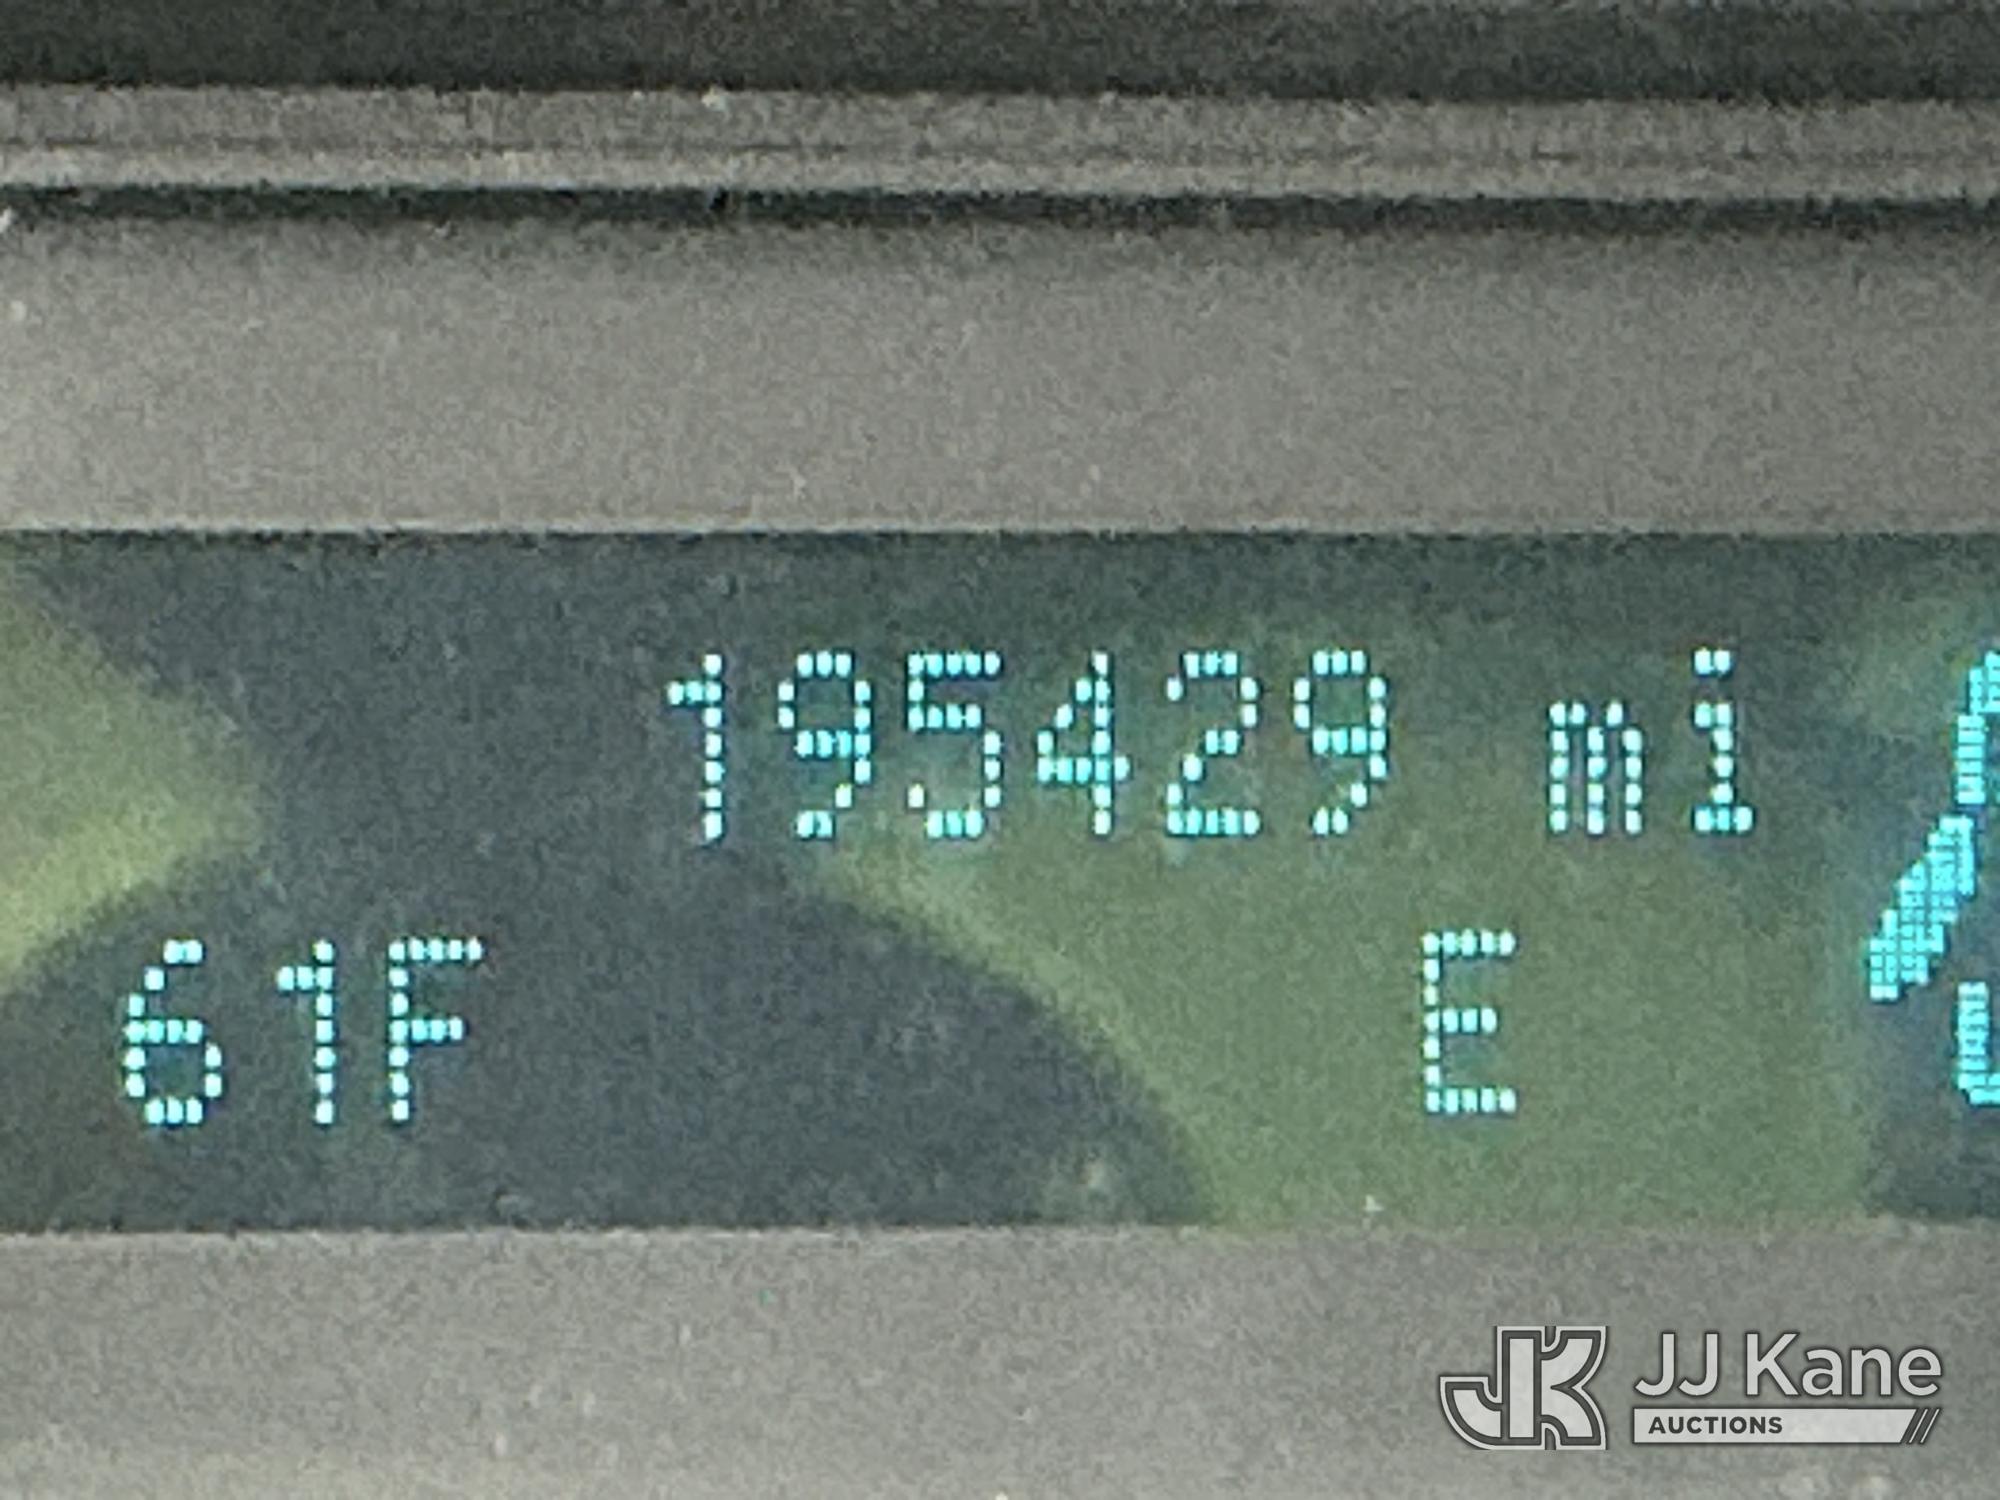 195429 mi
61F E
JJ Kane
AUCTIONS